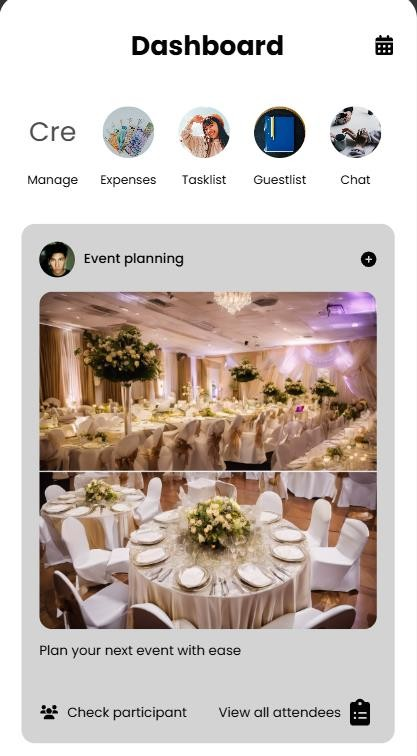 Dashboard
Cre
Manage Expenses Tasklist Guestlist Chat
Event planning
Plan your next event with ease
Check participant View all attendees